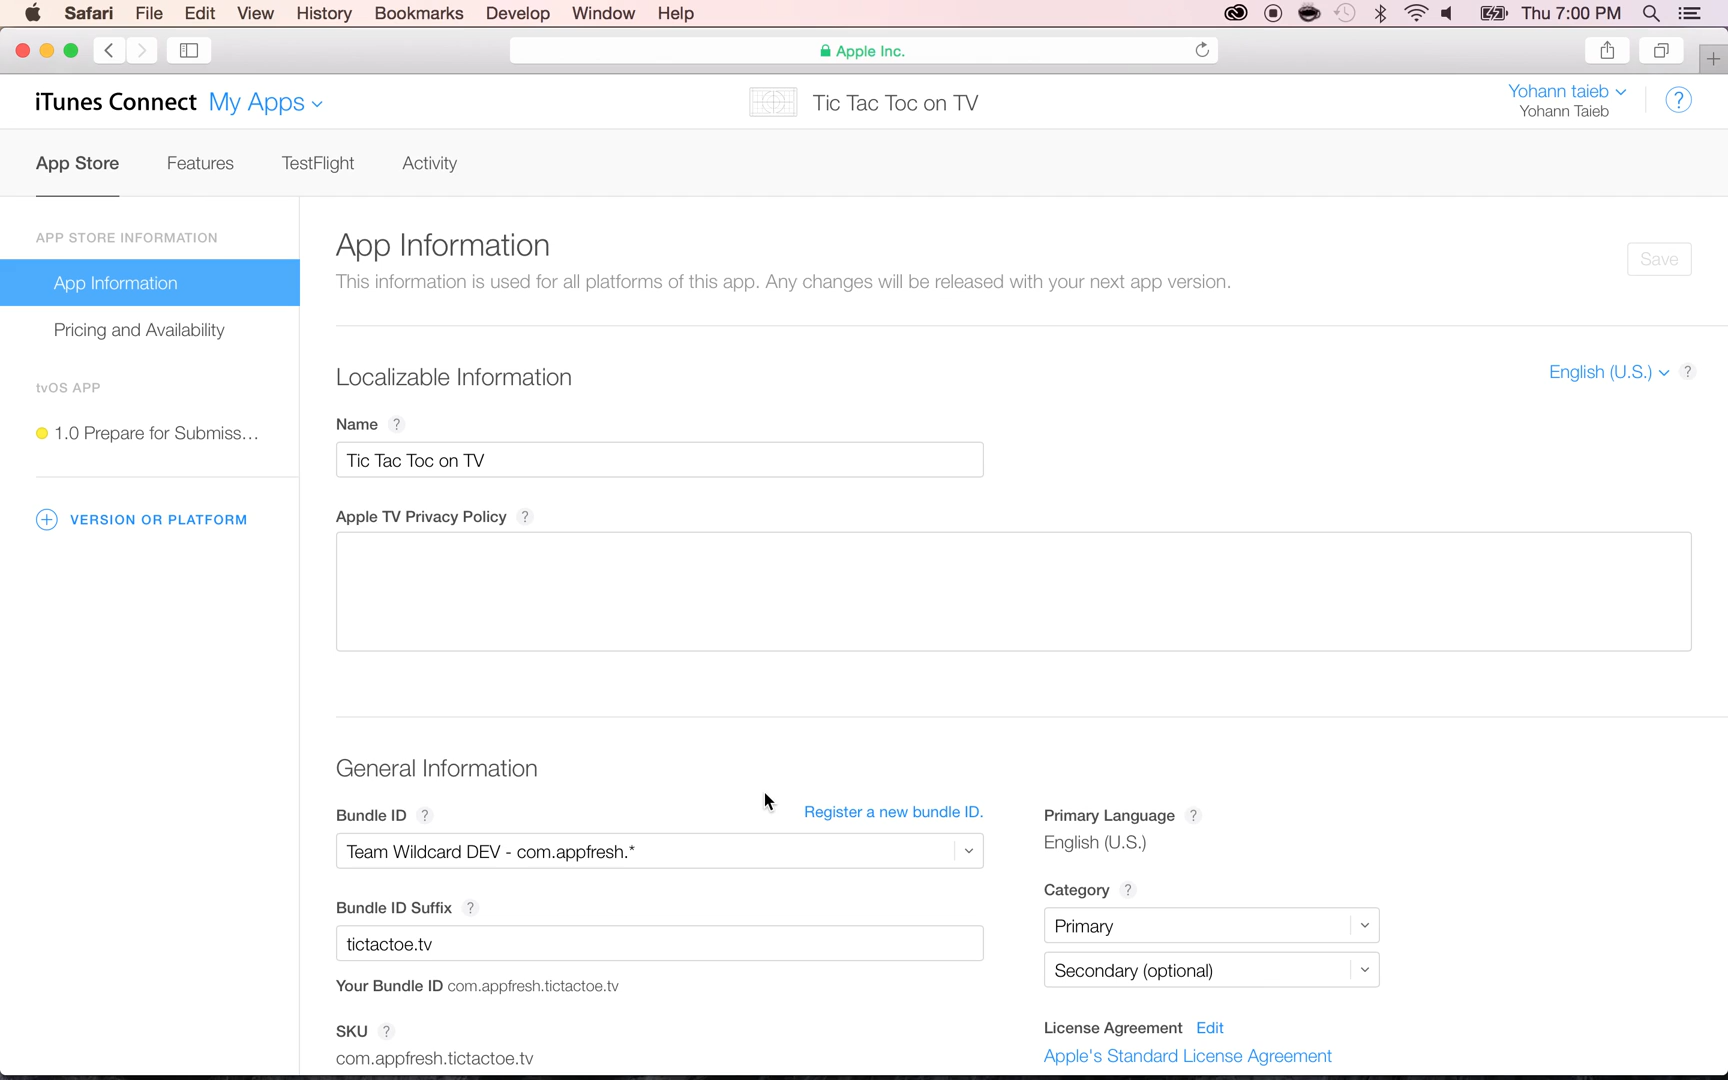 Safari File Edit View History Bookmarks Develop Window Help Thu 7:00 PM
Apple Inc.
iTunes Connect My Apps Tic Tac Toc on TV Yohann taieb
Yohann Taieb
?
App Store Features TestFlight Activity
APP STORE INFORMATION
App Information
Pricing and Availability
tvOS APP
1.0 Prepare for Submiss...
VERSION OR PLATFORM
App Information
Save
This information is used for all platforms of this app. Any changes will be released with your next app version.
Localizable Information
English (U.S.) ?
Name ?
Tic Tac Toc on TV
Apple TV Privacy Policy ?
General Information
Bundle ID ? Register a new bundle ID.
Team Wildcard DEV - com.appfresh.*
Bundle ID Suffix ?
tictactoe.tv
Your Bundle ID com.appfresh.tictactoe.tv
SKU ?
com.appfresh.tictactoe.tv
Primary Language ?
English (U.S.)
Category ?
Primary
Secondary (optional)
License Agreement Edit
Apple's Standard License Agreement